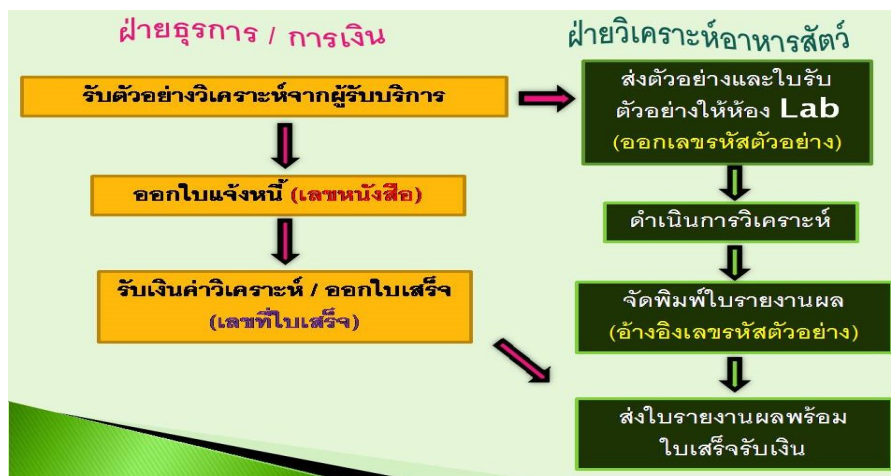 ฝ่ายธุรการ / การเงิน
รับตัวอย่างวิเคราะห์จากผู้รับบริการ
ออกใบแจ้งหนี้ (เลขหนังสือ)
รับเงินค่าวิเคราะห์ / ออกใบเสร็จ
(เลขที่ใบเสร็จ)
ฝ่ายวิเคราะห์อาหารสัตว์
ส่งตัวอย่างและใบรับ
ตัวอย่างให้ห้อง Lab
(ออกเลขรหัสตัวอย่าง)
ดำเนินการวิเคราะห์
จัดพิมพ์ใบรายงานผล
(อ้างอิงเลขรหัสตัวอย่าง)
ส่งใบรายงานผลพร้อม
ใบเสร็จรับเงิน